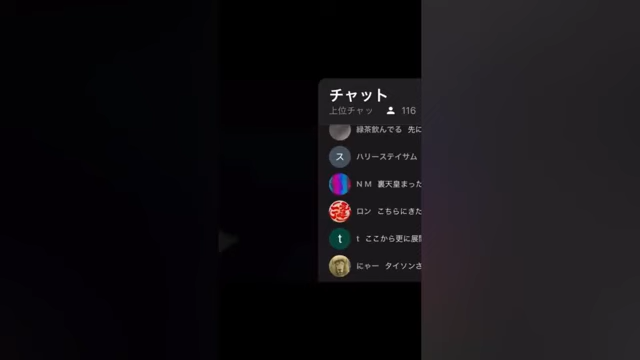 チャット
上位チャッ 116
緑茶飲んでる 先に
ス ハリーステイサム
NM 裏天皇まった
ロン こちらにきた
t t ここから更に展開
にゃー タイソンさ